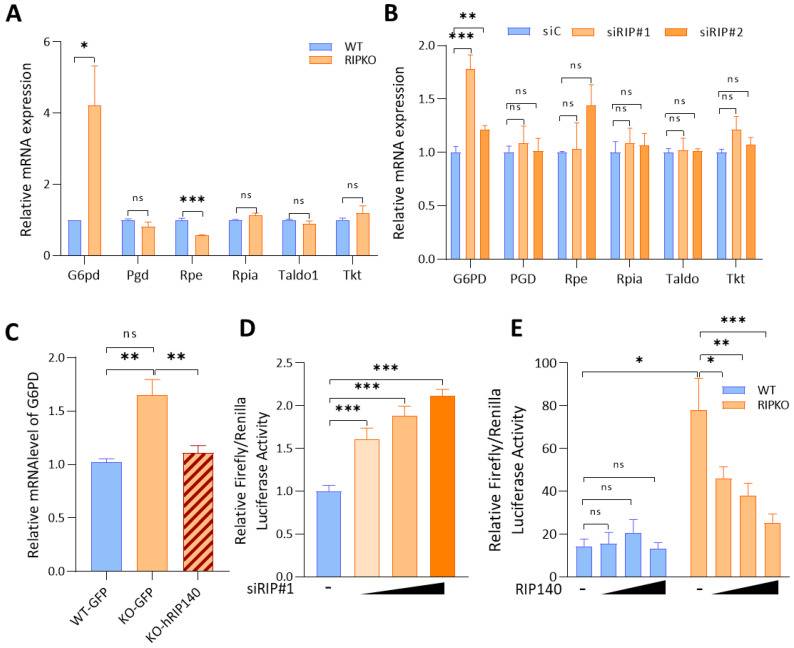 A
Relative mRNA expression
6
4
2
0
WT
RIPKO
*
ns
***
ns
ns
ns
G6pd Pgd Rpe Rpia Taldo1 Tkt
B
Relative mRNA expression
2.0
1.5
1.0
0.5
0.0
siC siRIP#1 siRIP#2
**
***
ns
ns
ns
ns
ns
ns
ns
ns
ns
ns
G6PD PGD Rpe Rpia Taldo Tkt
C
Relative mRNAlevel of G6PD
2.0
1.5
1.0
0.5
0.0
ns
**
**
WT-GFP
KO-GFP
KO-hRIP140
D
Relative Firefly/Renilla
Luciferase Activity
2.5
2.0
1.5
1.0
0.5
0.0
***
***
***
siRIP#1 -
E
Relative Firefly/Renilla
Luciferase Activity
100
80
60
40
20
0
WT
RIPKO
***
**
*
*
ns
ns
ns
RIP140 - -